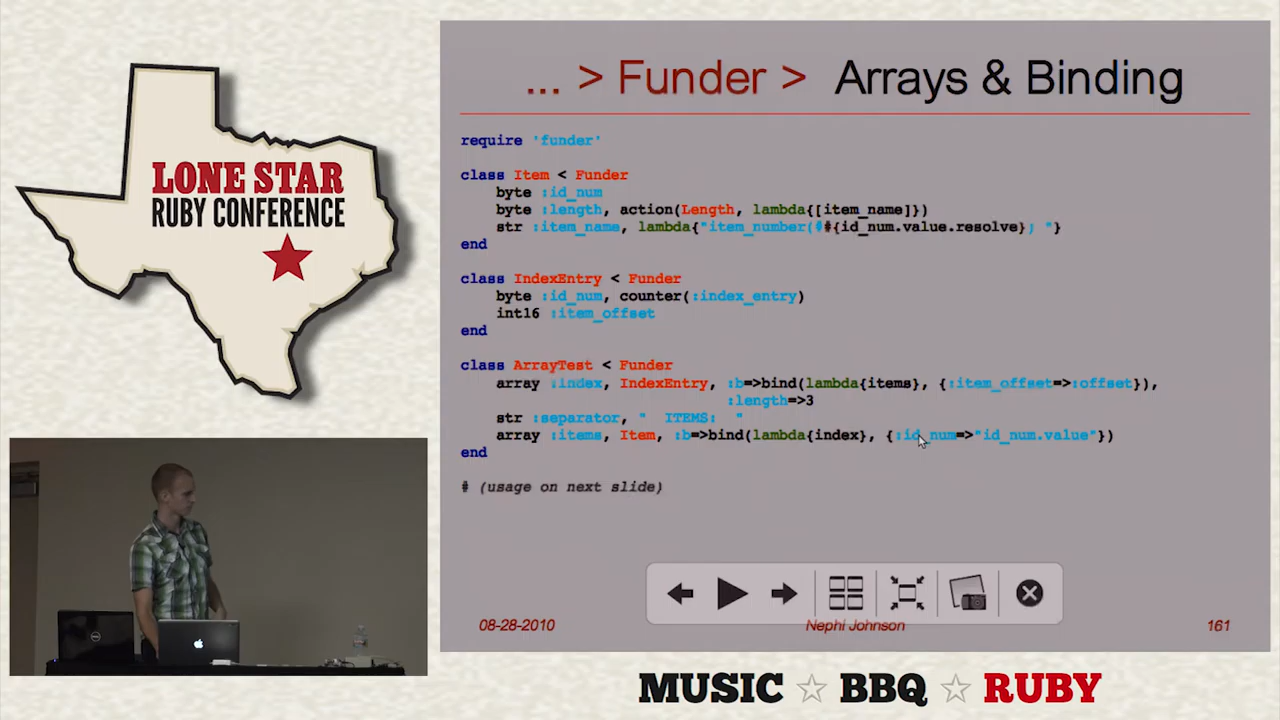 LONE STAR
RUBY CONFERENCE
... > Funder > Arrays & Binding
require 'funder'
class Item < Funder
byte :id_num
byte :length, action(Length, lambda{[item_name]})
str :item_name, lambda{"item_number(##{id_num.value.resolve}; "}
end
class IndexEntry < Funder
byte :id_num, counter(:index_entry)
int16 :item_offset
end
class ArrayTest < Funder
array :index, IndexEntry, :b=>bind(lambda{items}, {:item_offset=>:offset}),
:length=>3
str :separator, " ITEMS: "
array :items, Item, :b=>bind(lambda{index}, {:id_num=>"id_num.value"})
end
# (usage on next slide)
08-28-2010
Nephi Johnson
161
MUSIC ☆ BBQ ☆ RUBY